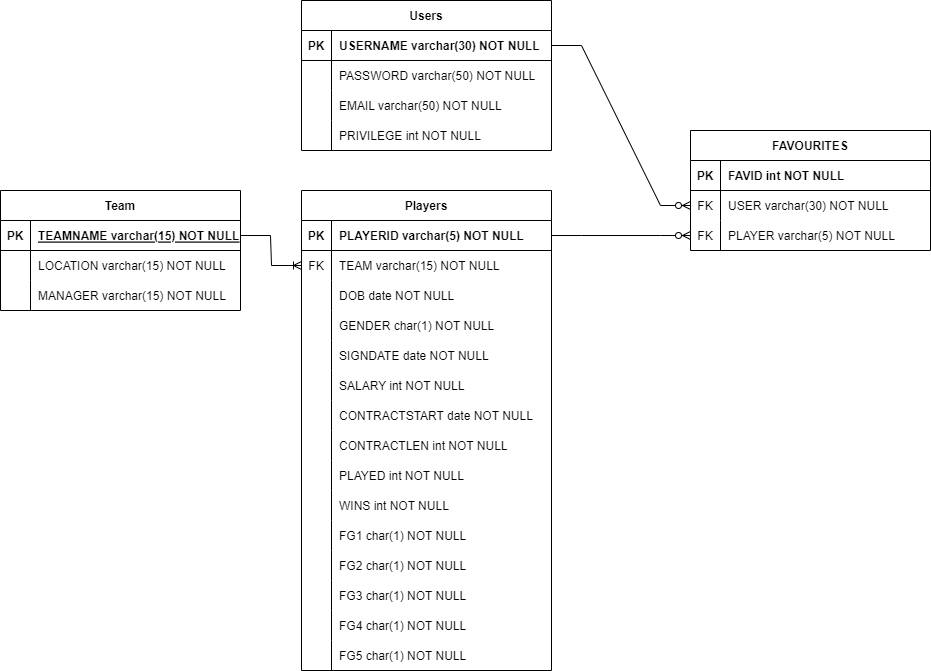 Users
PK USERNAME varchar(30) NOT NULL
PASSWORD varchar(50) NOT NULL
EMAIL varchar(50) NOT NULL
PRIVILEGE int NOT NULL
FAVOURITES
PK FAVID int NOT NULL
FK USER varchar(30) NOT NULL
FK PLAYER varchar(5) NOT NULL
Team
PK TEAMNAME varchar(15) NOT NULL
LOCATION varchar(15) NOT NULL
MANAGER varchar(15) NOT NULL
Players
PK PLAYERID varchar(5) NOT NULL
FK TEAM varchar(15) NOT NULL
DOB date NOT NULL
GENDER char(1) NOT NULL
SIGNDATE date NOT NULL
SALARY int NOT NULL
CONTRACTSTART date NOT NULL
CONTRACTLEN int NOT NULL
PLAYED int NOT NULL
WINS int NOT NULL
FG1 char(1) NOT NULL
FG2 char(1) NOT NULL
FG3 char(1) NOT NULL
FG4 char(1) NOT NULL
FG5 char(1) NOT NULL